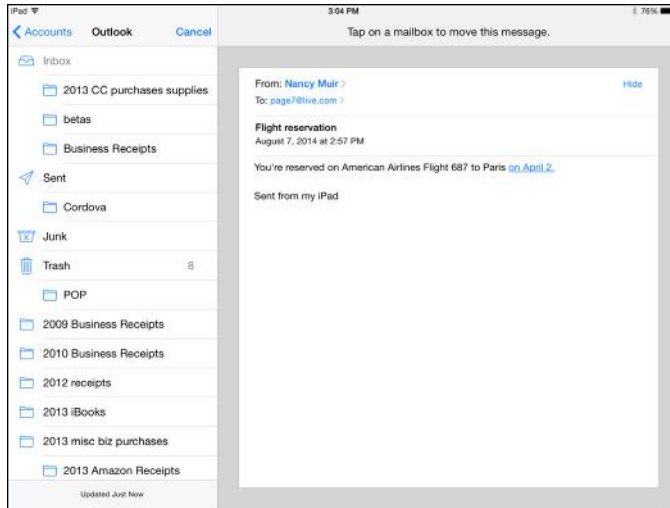 iPad
3:04 PM
76%
Accounts
Outlook
Cancel
Tap on a mailbox to move this message.
Inbox
2013 CC purchases supplies
betas
Business Receipts
Sent
Cordova
Junk
Trash 8
POP
2009 Business Receipts
2010 Business Receipts
2012 receipts
2013 iBooks
2013 misc biz purchases
2013 Amazon Receipts
Updated Just Now
From: Nancy Muir
Hide
To: page7@live.com
Flight reservation
August 7, 2014 at 2:57 PM
You're reserved on American Airlines Flight 687 to Paris on April 2.
Sent from my iPad